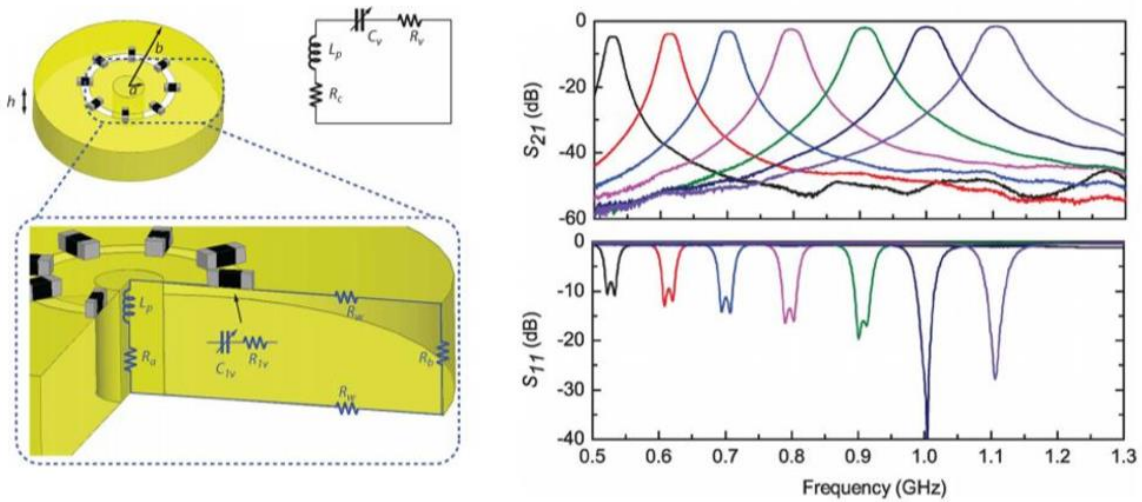 b
a
h
C_v
R_v
L_p
R_c
L_p
R_a
C_1v
R_1v
R_w
R_b
R_w
0
-20
-40
-60
S_21 (dB)
0
-10
-20
-30
-40
S_11 (dB)
0.5 0.6 0.7 0.8 0.9 1.0 1.1 1.2 1.3
Frequency (GHz)